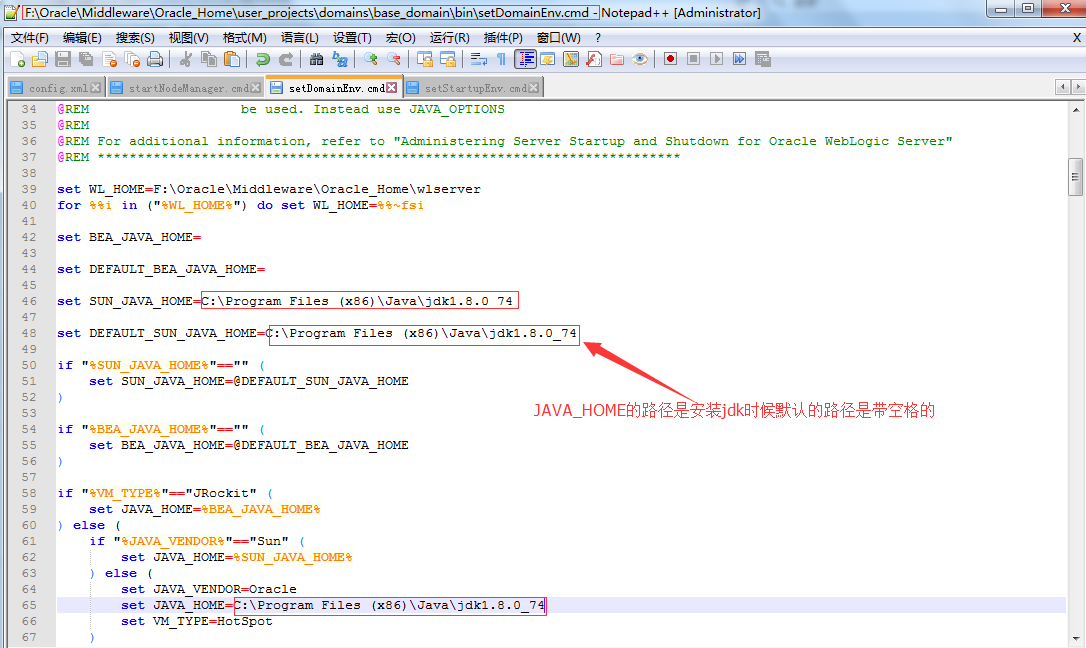 F:\Oracle\Middleware\Oracle_Home\user_projects\domains\base_domain\bin\setDomainEnv.cmd - Notepad++ [Administrator]
文件(F) 编辑(E) 搜索(S) 视图(V) 格式(M) 语言(L) 设置(T) 宏(O) 运行(R) 插件(P) 窗口(W) ? X
config.xml startNodeManager.cmd setDomainEnv.cmd setStartupEnv.cmd
34 @REM be used. Instead use JAVA_OPTIONS
35 @REM
36 @REM For additional information, refer to "Administering Server Startup and Shutdown for Oracle WebLogic Server"
37 @REM *************************************************************************
38
39 set WL_HOME=F:\Oracle\Middleware\Oracle_Home\wlserver
40 for %%i in ("%WL_HOME%") do set WL_HOME=%%~fsi
41
42 set BEA_JAVA_HOME=
43
44 set DEFAULT_BEA_JAVA_HOME=
45
46 set SUN_JAVA_HOME=C:\Program Files (x86)\Java\jdk1.8.0_74
47
48 set DEFAULT_SUN_JAVA_HOME=C:\Program Files (x86)\Java\jdk1.8.0_74
49
50 if "%SUN_JAVA_HOME%"=="" (
51 set SUN_JAVA_HOME=@DEFAULT_SUN_JAVA_HOME
52 )
53
54 if "%BEA_JAVA_HOME%"=="" (
55 set BEA_JAVA_HOME=@DEFAULT_BEA_JAVA_HOME
56 )
57
58 if "%VM_TYPE%"=="JRockit" (
59 set JAVA_HOME=%BEA_JAVA_HOME%
60 ) else (
61 if "%JAVA_VENDOR%"=="Sun" (
62 set JAVA_HOME=%SUN_JAVA_HOME%
63 ) else (
64 set JAVA_VENDOR=Oracle
65 set JAVA_HOME=C:\Program Files (x86)\Java\jdk1.8.0_74
66 set VM_TYPE=HotSpot
67 )
JAVA_HOME的路径是安装jdk时候默认的路径是带空格的